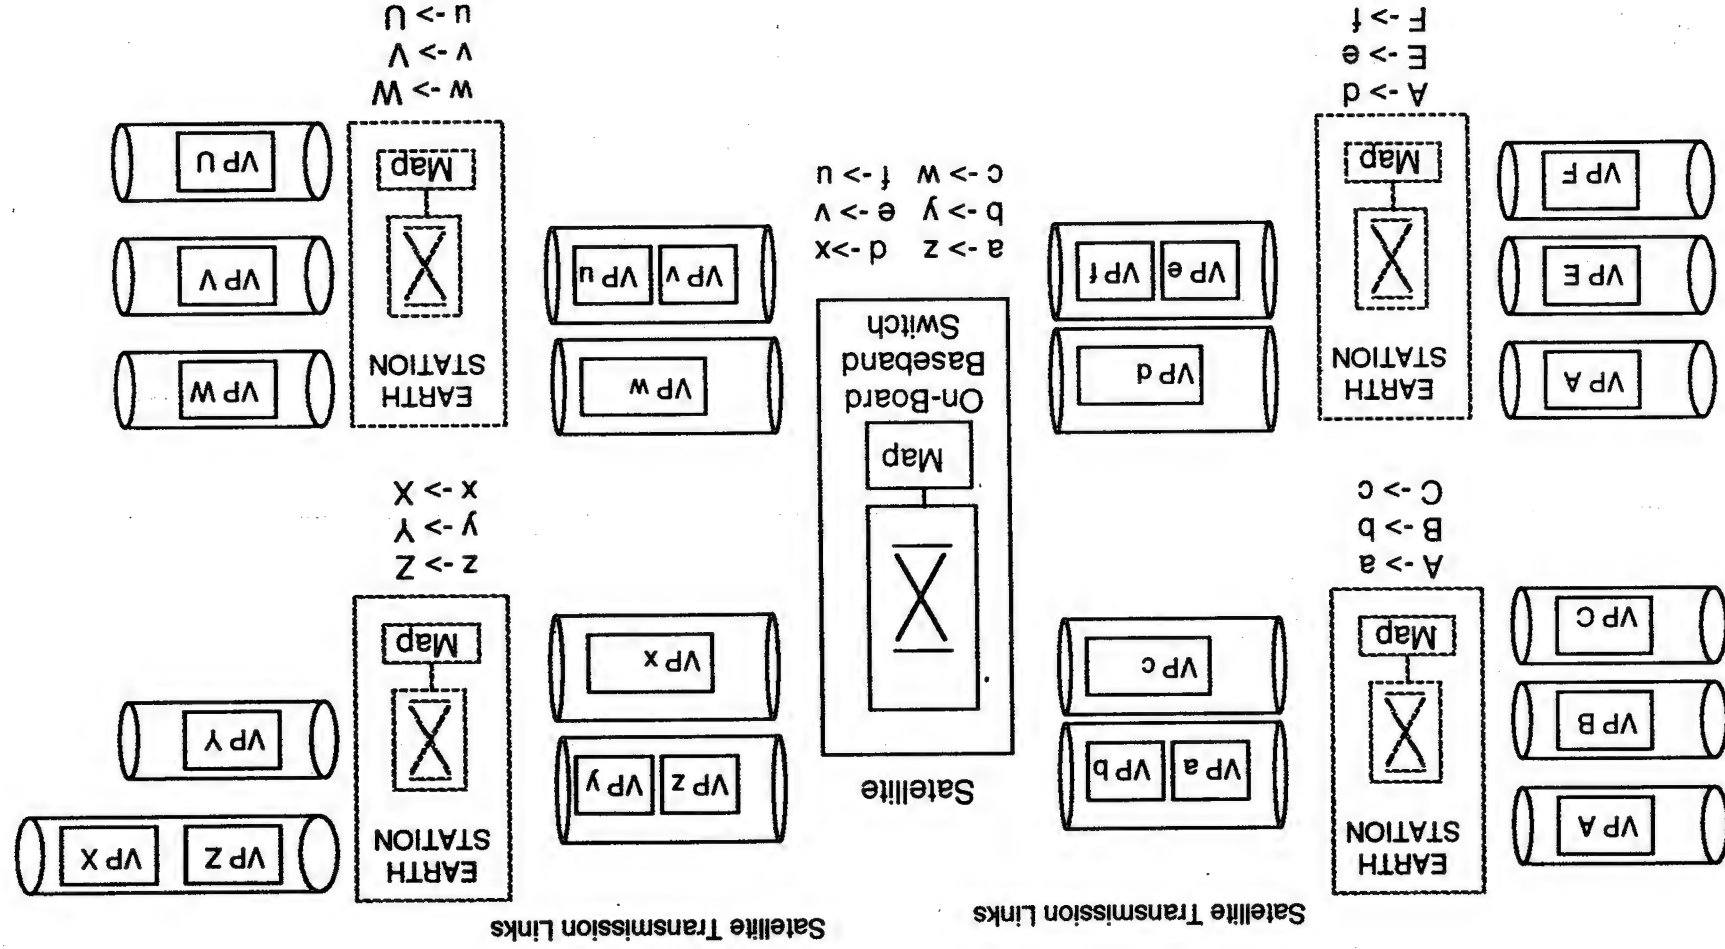 Satellite Transmission Links
Satellite Transmission Links
VP A
VP B
VP C
EARTH
STATION
Map
A -> a
B -> b
C -> c
VP a VP b
VP c
Satellite
Map
On-Board
Baseband
Switch
a -> z d ->x
b -> y e -> v
c -> w f -> u
VP z VP y
VP x
EARTH
STATION
Map
z -> Z
y -> Y
x -> X
VP Z VP X
VP Y
VP A
VP E
VP F
EARTH
STATION
Map
A -> d
E -> e
F -> f
VP d
VP e VP f
VP w
VP v VP u
EARTH
STATION
Map
w -> W
v -> V
u -> U
VP W
VP V
VP U